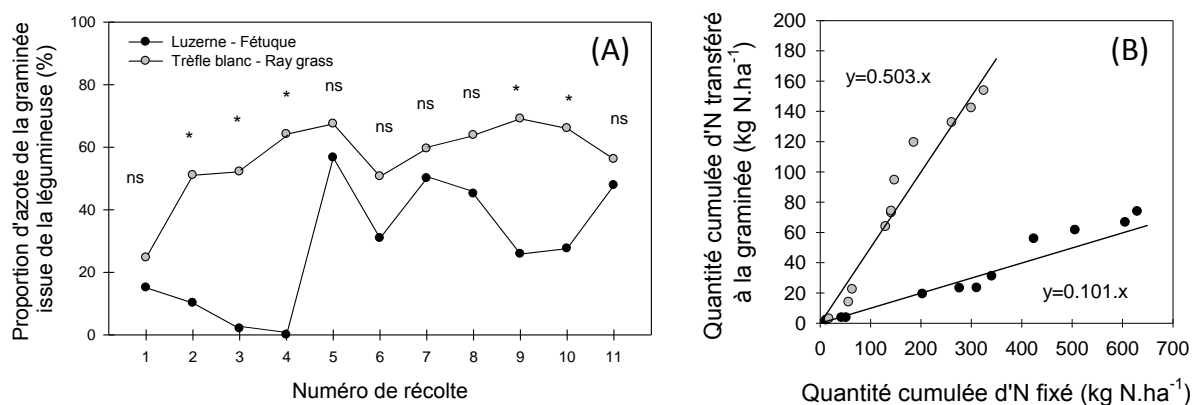 Proportion d'azote de la graminée
issue de la légumineuse (%)
100
80
60
40
20
0
Luzerne - Fétuque
Trèfle blanc - Ray grass
(A)
ns
*
*
*
ns
ns
ns
ns
*
*
ns
1 2 3 4 5 6 7 8 9 10 11
Numéro de récolte
Quantité cumulée d'N transféré
à la graminée (kg N.ha-1)
200
180
160
140
120
100
80
60
40
20
0
(B)
y=0.503.x
y=0.101.x
0 100 200 300 400 500 600 700
Quantité cumulée d'N fixé (kg N.ha-1)